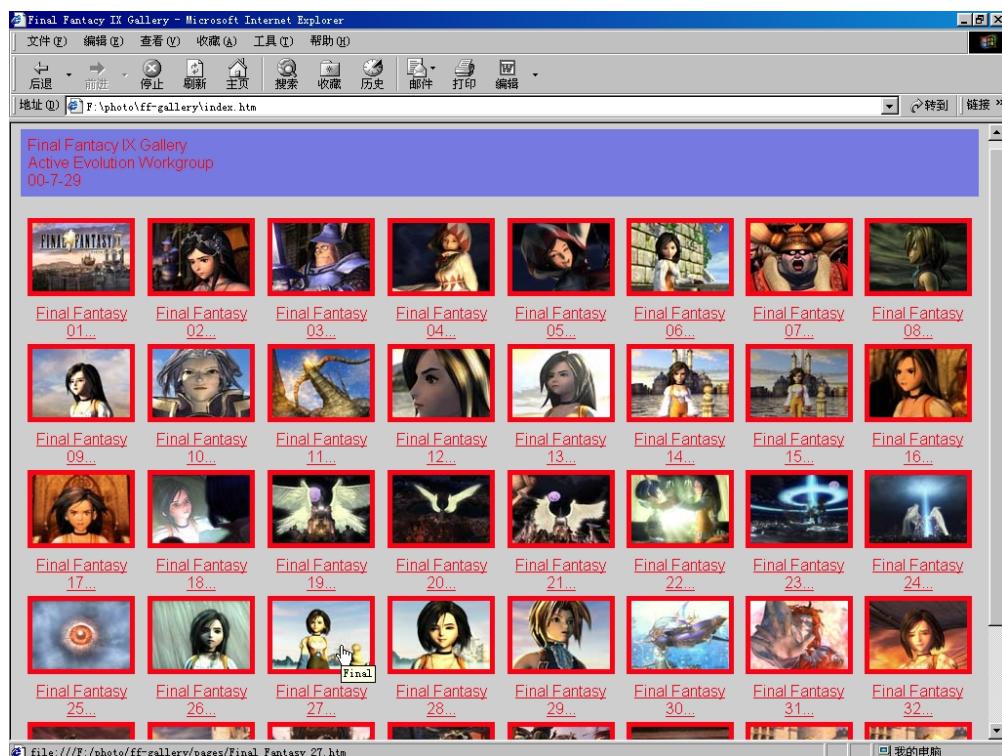 Final Fantacy IX Gallery - Microsoft Internet Explorer
文件(F) 编辑(E) 查看(V) 收藏(A) 工具(T) 帮助(H)
后退 前进 停止 刷新 主页 搜索 收藏 历史 邮件 打印 编辑
地址(D) F:\photo\ff-gallery\index.htm 转到 链接 »
Final Fantacy IX Gallery
Active Evolution Workgroup
00-7-29
FINAL FANTASY IX
Final Fantasy 01... Final Fantasy 02... Final Fantasy 03... Final Fantasy 04... Final Fantasy 05... Final Fantasy 06... Final Fantasy 07... Final Fantasy 08...
Final Fantasy 09... Final Fantasy 10... Final Fantasy 11... Final Fantasy 12... Final Fantasy 13... Final Fantasy 14... Final Fantasy 15... Final Fantasy 16...
Final Fantasy 17... Final Fantasy 18... Final Fantasy 19... Final Fantasy 20... Final Fantasy 21... Final Fantasy 22... Final Fantasy 23... Final Fantasy 24...
Final
Final Fantasy 25... Final Fantasy 26... Final Fantasy 27... Final Fantasy 28... Final Fantasy 29... Final Fantasy 30... Final Fantasy 31... Final Fantasy 32...
file:///F:/photo/ff-gallery/pages/Final Fantasy 27.htm 我的电脑